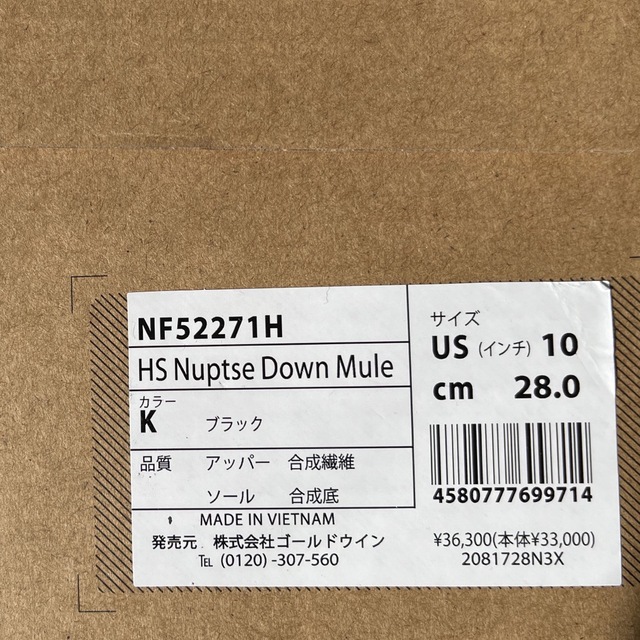 NF52271H
HS Nuptse Down Mule
カラー
K ブラック
品質 アッパー 合成繊維
ソール 合成底
MADE IN VIETNAM
発売元 株式会社ゴールドウイン
TEL (0120) -307-560
サイズ
US (インチ) 10
cm 28.0
4580777699714
¥36,300(本体¥33,000)
2081728N3X